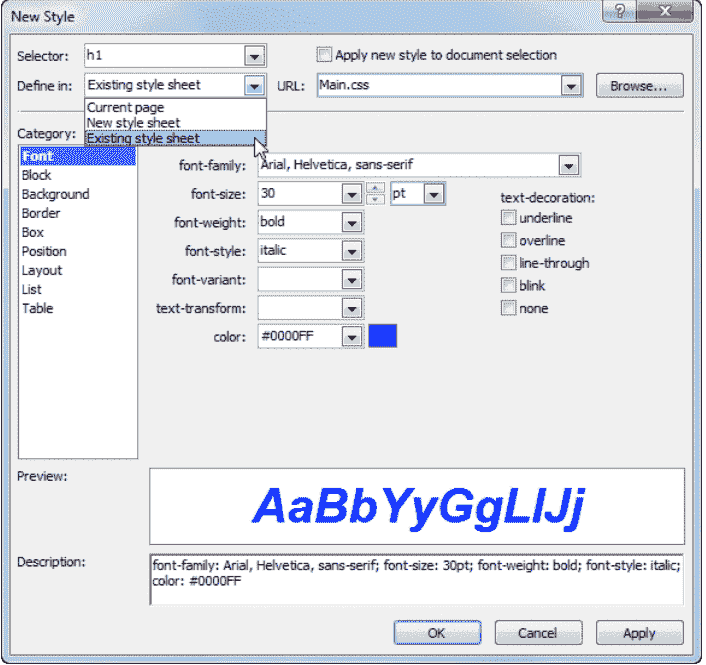 New Style
Selector: h1 Apply new style to document selection
Define in: Existing style sheet URL: Main.css Browse...
Current page
New style sheet
Existing style sheet
Category:
Font
Block
Background
Border
Box
Position
Layout
List
Table
font-family: Arial, Helvetica, sans-serif
font-size: 30 pt
font-weight: bold
font-style: italic
font-variant:
text-transform:
color: #0000FF
text-decoration:
underline
overline
line-through
blink
none
Preview:
AaBbYyGgLlJj
Description:
font-family: Arial, Helvetica, sans-serif; font-size: 30pt; font-weight: bold; font-style: italic;
color: #0000FF
OK Cancel Apply